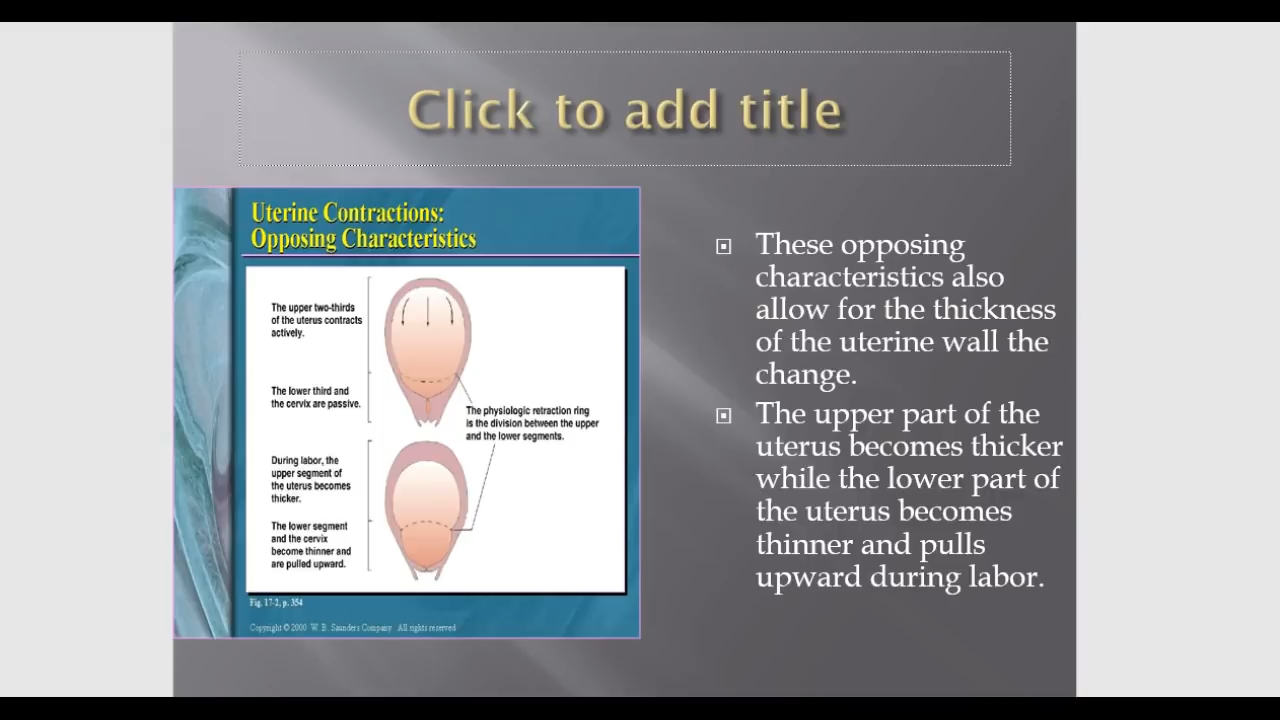 Click to add title
Uterine Contractions:
Opposing Characteristics
The upper two-thirds
of the uterus contracts
actively.
The lower third and
the cervix are passive.
The physiologic retraction ring
is the division between the upper
and the lower segments.
During labor, the
upper segment of
the uterus becomes
thicker.
The lower segment
and the cervix
become thinner and
are pulled upward.
Fig. 17-2, p. 354
Copyright © 2000 W. B. Saunders Company All rights reserved
These opposing
characteristics also
allow for the thickness
of the uterine wall the
change.
The upper part of the
uterus becomes thicker
while the lower part of
the uterus becomes
thinner and pulls
upward during labor.